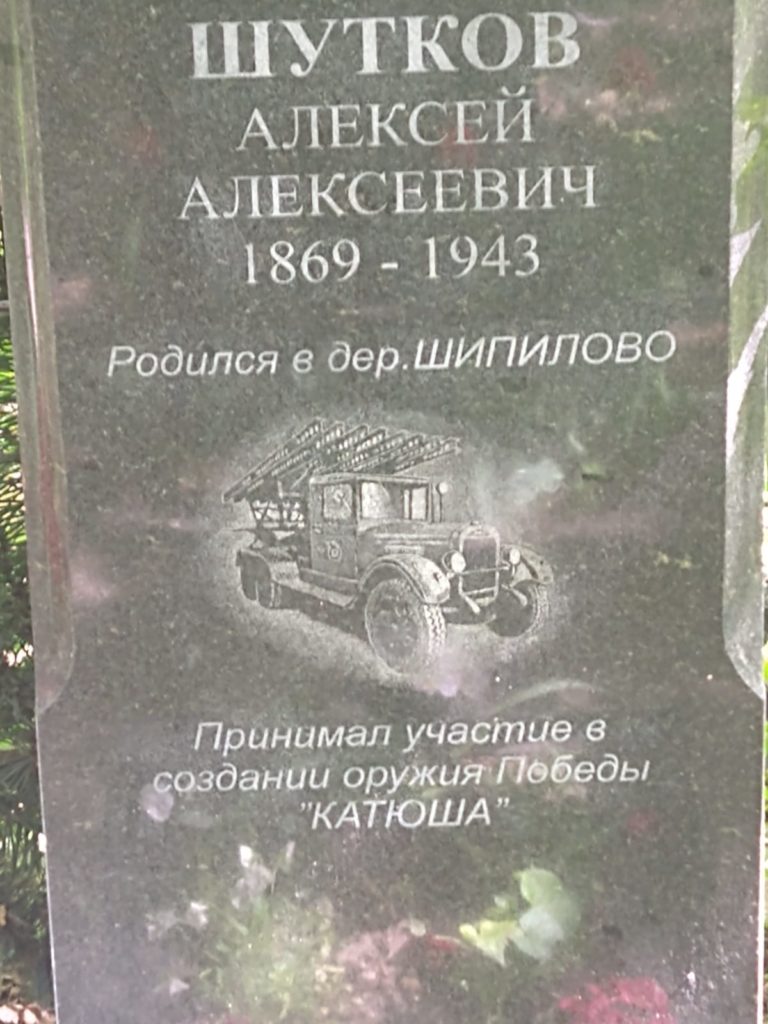 ШУТКОВ
АЛЕКСЕЙ
АЛЕКСЕЕВИЧ
1869 - 1943
Родился в дер.ШИПИЛОВО
Принимал участие в
создании оружия Победы
"КАТЮША"